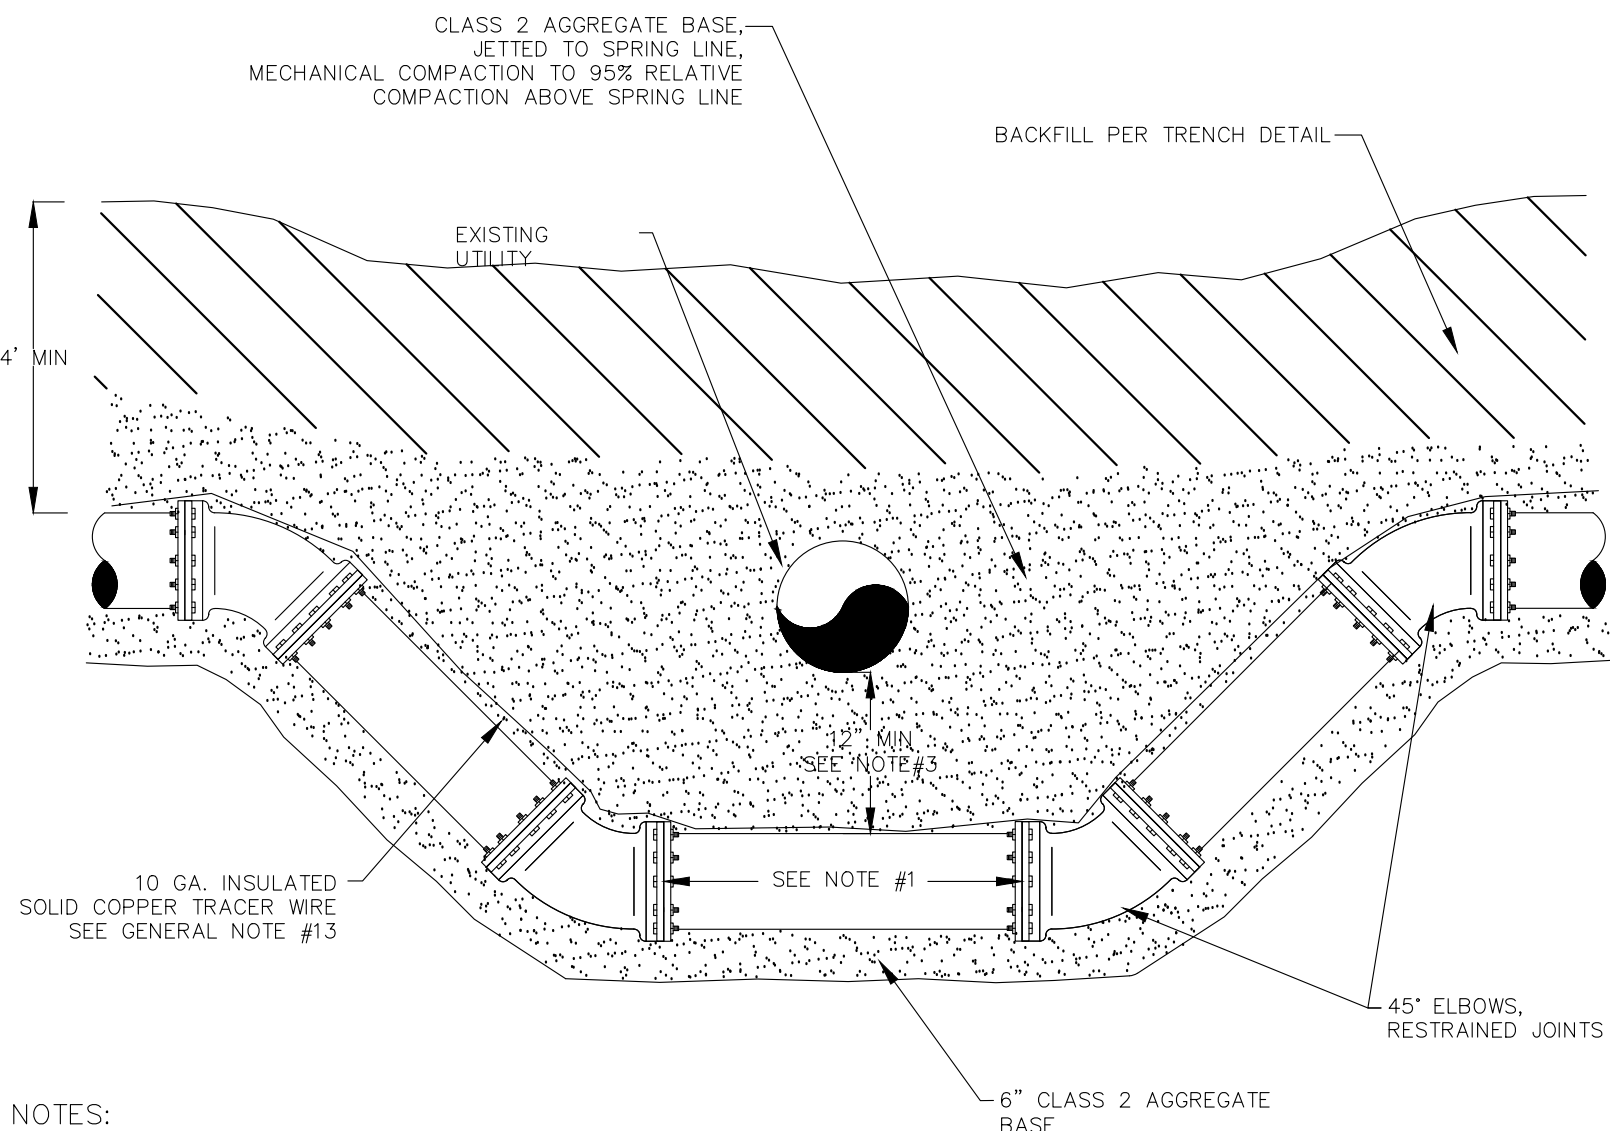 CLASS 2 AGGREGATE BASE,
JETTED TO SPRING LINE,
MECHANICAL COMPACTION TO 95% RELATIVE
COMPACTION ABOVE SPRING LINE
BACKFILL PER TRENCH DETAIL
EXISTING
UTILITY
4' MIN
12" MIN
SEE NOTE#3
SEE NOTE #1
10 GA. INSULATED
SOLID COPPER TRACER WIRE
SEE GENERAL NOTE #13
45° ELBOWS,
RESTRAINED JOINTS
6" CLASS 2 AGGREGATE
BASE
NOTES: